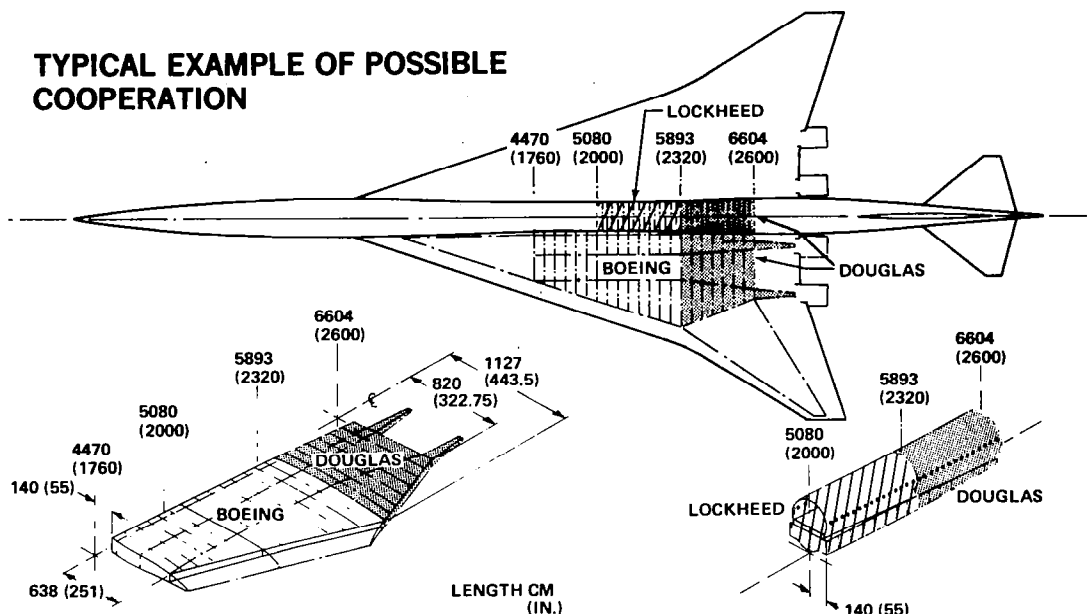 TYPICAL EXAMPLE OF POSSIBLE
COOPERATION
LOCKHEED
4470 5080 5893 6604
(1760) (2000) (2320) (2600)
BOEING
DOUGLAS
6604
(2600)
5893
(2320)
5080
(2000)
4470
(1760)
140 (55)
1127
(443.5)
820
(322.75)
℄
DOUGLAS
BOEING
638 (251)
LENGTH CM
(IN.)
6604
(2600)
5893
(2320)
5080
(2000)
LOCKHEED
DOUGLAS
140 (55)